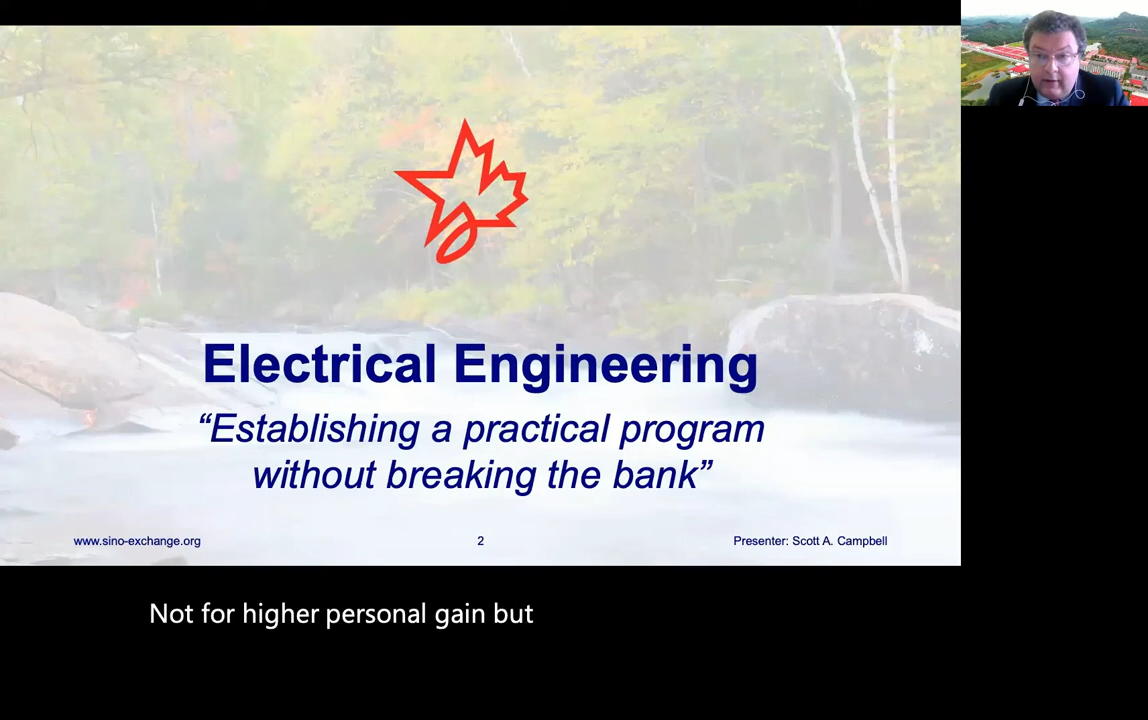 Electrical Engineering
“Establishing a practical program
without breaking the bank”
www.sino-exchange.org
2
Presenter: Scott A. Campbell
Not for higher personal gain but